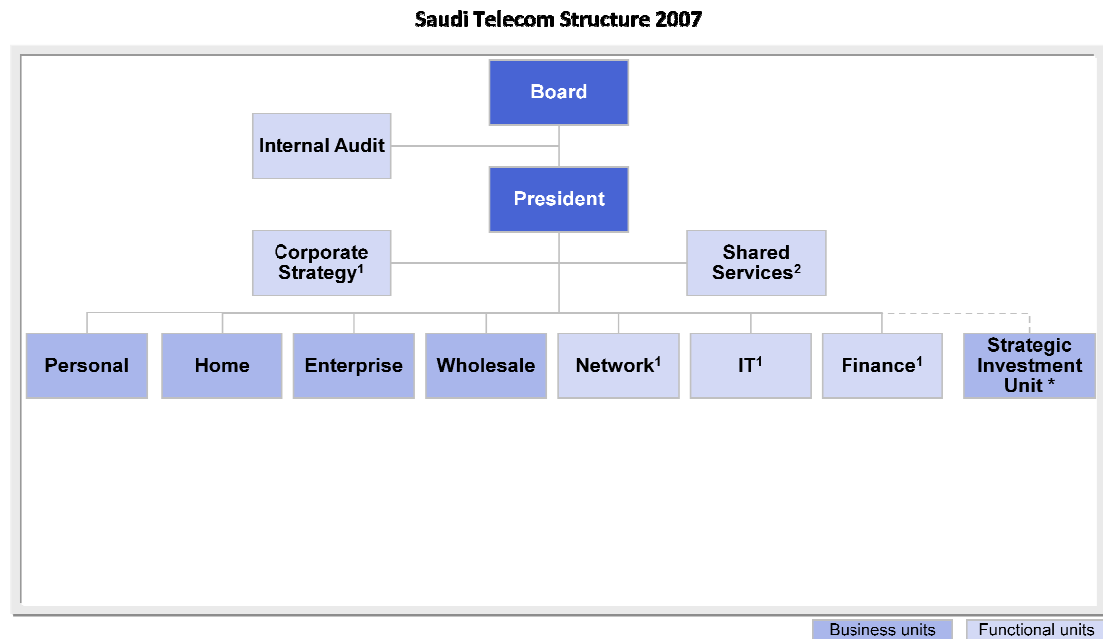 Saudi Telecom Structure 2007
Board
Internal Audit
President
Corporate
Strategy¹
Shared
Services²
Personal
Home
Enterprise
Wholesale
Network¹
IT¹
Finance¹
Strategic
Investment
Unit *
Business units
Functional units